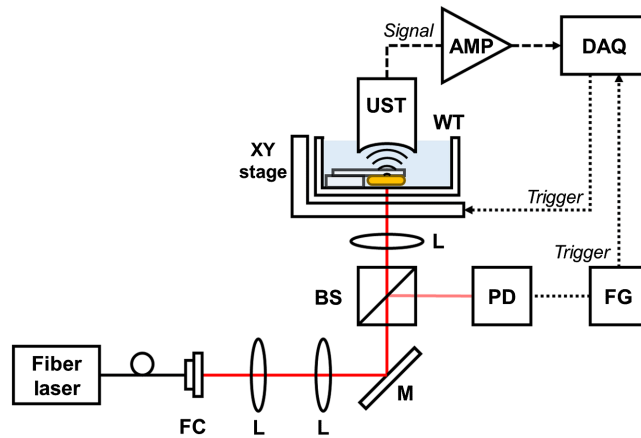 Signal
AMP
DAQ
UST
WT
XY
stage
Trigger
L
Trigger
BS
PD
FG
Fiber
laser
M
FC
L
L